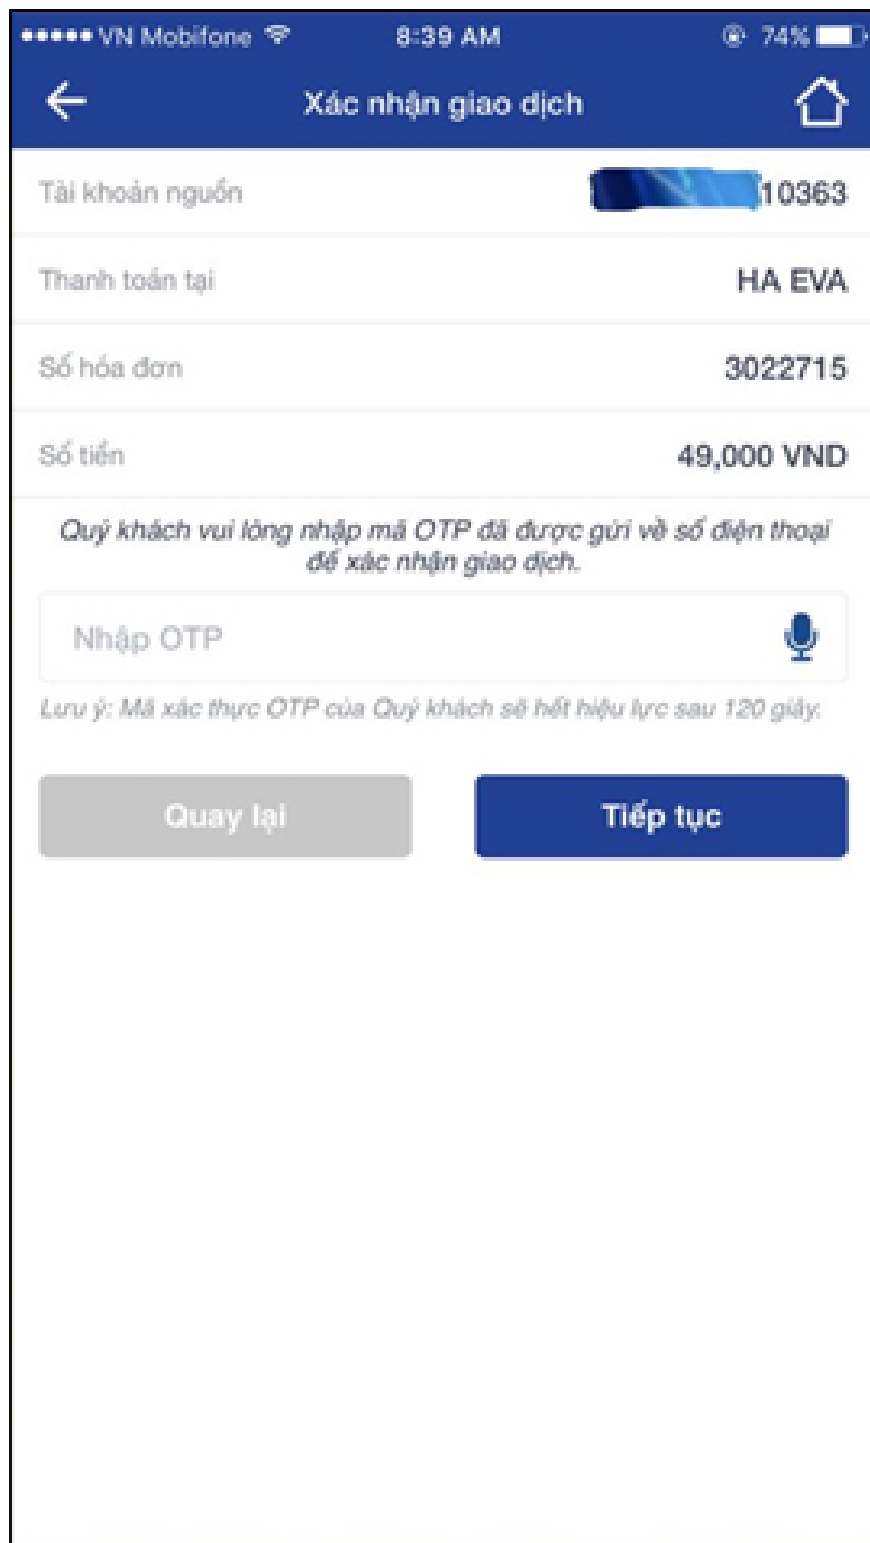 VN Mobifone 8:39 AM 74%
Xác nhận giao dịch
Tài khoản nguồn 10363
Thanh toán tại HA EVA
Số hóa đơn 3022715
Số tiền 49,000 VND
Quý khách vui lòng nhập mã OTP đã được gửi về số điện thoại
để xác nhận giao dịch.
Nhập OTP
Lưu ý: Mã xác thực OTP của Quý khách sẽ hết hiệu lực sau 120 giây.
Quay lại Tiếp tục